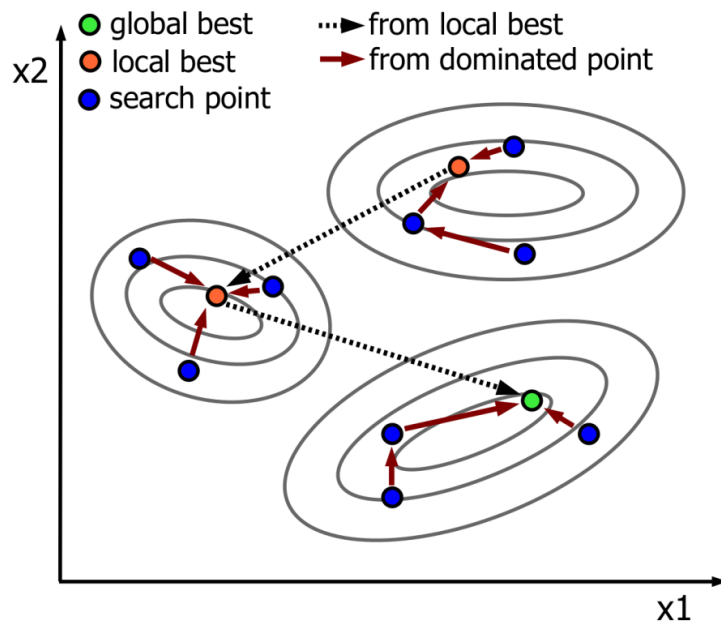 global best
local best
search point
from local best
from dominated point
x2
x1